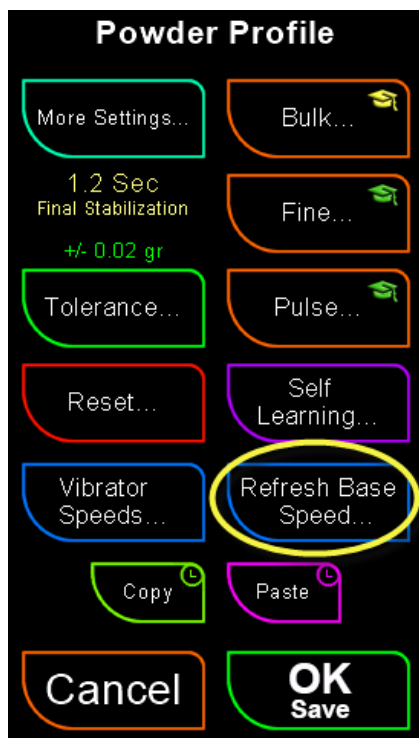 Powder Profile
More Settings...
Bulk...
1.2 Sec
Final Stabilization
Fine...
+/- 0.02 gr
Tolerance...
Pulse...
Reset...
Self
Learning...
Vibrator
Speeds...
Refresh Base
Speed...
Copy
Paste
Cancel
OK
Save